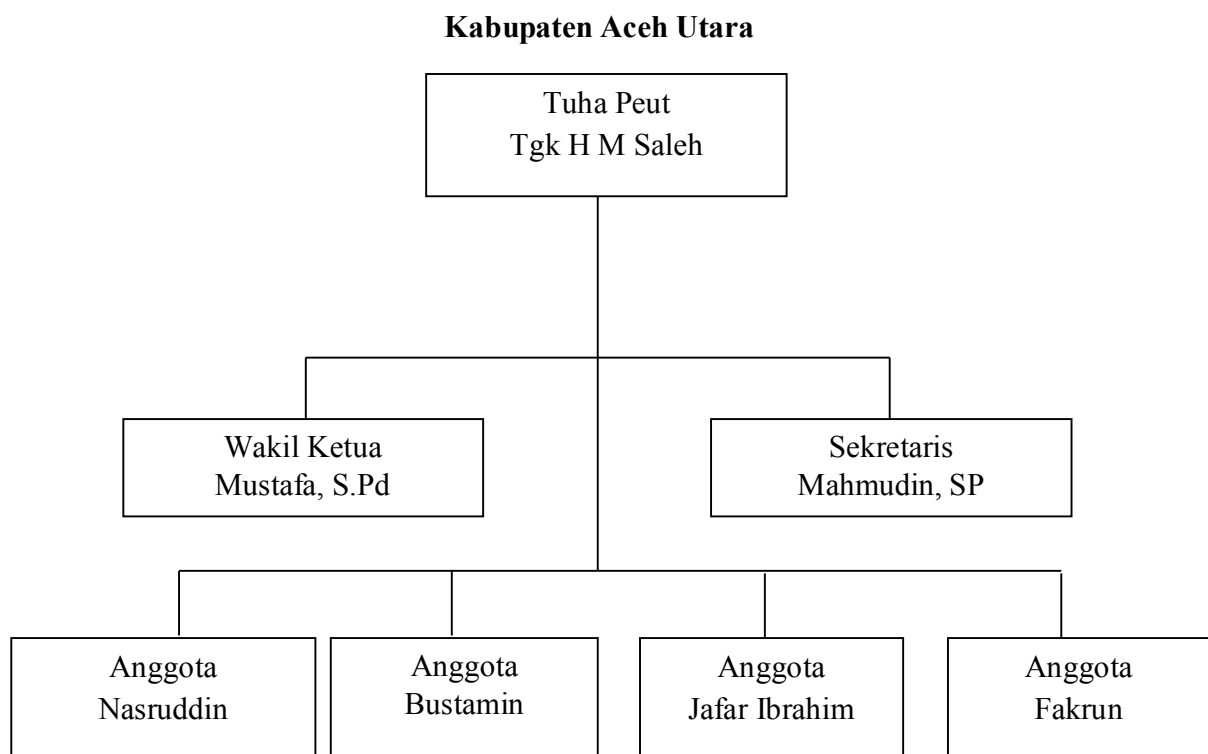 Kabupaten Aceh Utara
Tuha Peut
Tgk H M Saleh
Wakil Ketua
Mustafa, S.Pd
Sekretaris
Mahmudin, SP
Anggota
Nasruddin
Anggota
Bustamin
Anggota
Jafar Ibrahim
Anggota
Fakrun